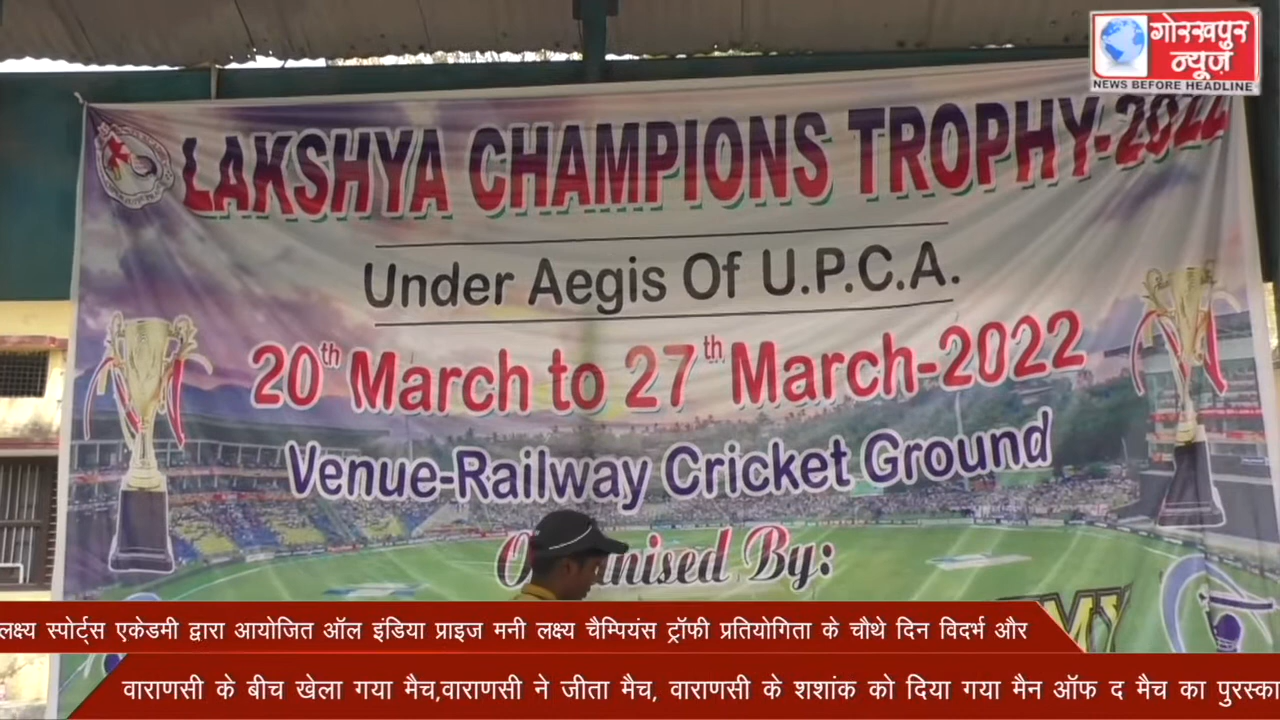 गोरखपुर
न्यूज़
NEWS BEFORE HEADLINE
LAKSHYA CHAMPIONS TROPHY-2022
Under Aegis Of U.P.C.A.
20th March to 27th March-2022
Venue-Railway Cricket Ground
Organised By:
लक्ष्य स्पोर्ट्स एकेडमी द्वारा आयोजित ऑल इंडिया प्राइज मनी लक्ष्य चैम्पियंस ट्रॉफी प्रतियोगिता के चौथे दिन विदर्भ और
वाराणसी के बीच खेला गया मैच,वाराणसी ने जीता मैच, वाराणसी के शशांक को दिया गया मैन ऑफ द मैच का पुरस्का